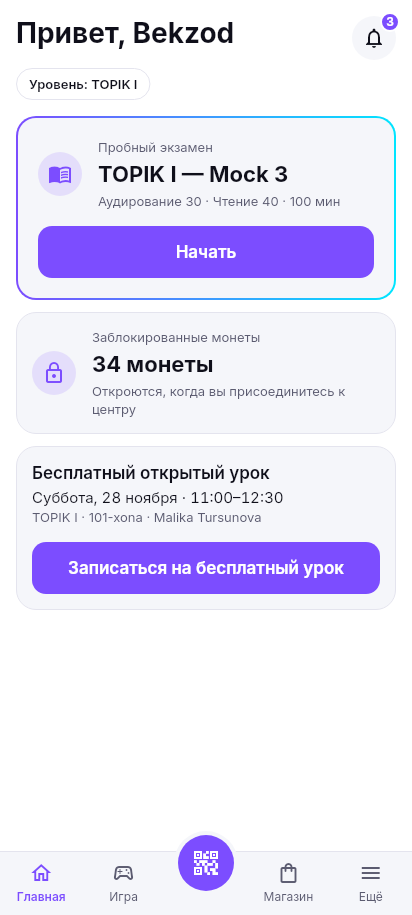 Привет, Bekzod
3
Уровень: TOPIK I
Пробный экзамен
TOPIK I — Mock 3
Аудирование 30 · Чтение 40 · 100 мин
Начать
Заблокированные монеты
34 монеты
Откроются, когда вы присоединитесь к
центру
Бесплатный открытый урок
Суббота, 28 ноября · 11:00–12:30
TOPIK I · 101-хона · Malika Tursunova
Записаться на бесплатный урок
Главная
Игра
Магазин
Ещё